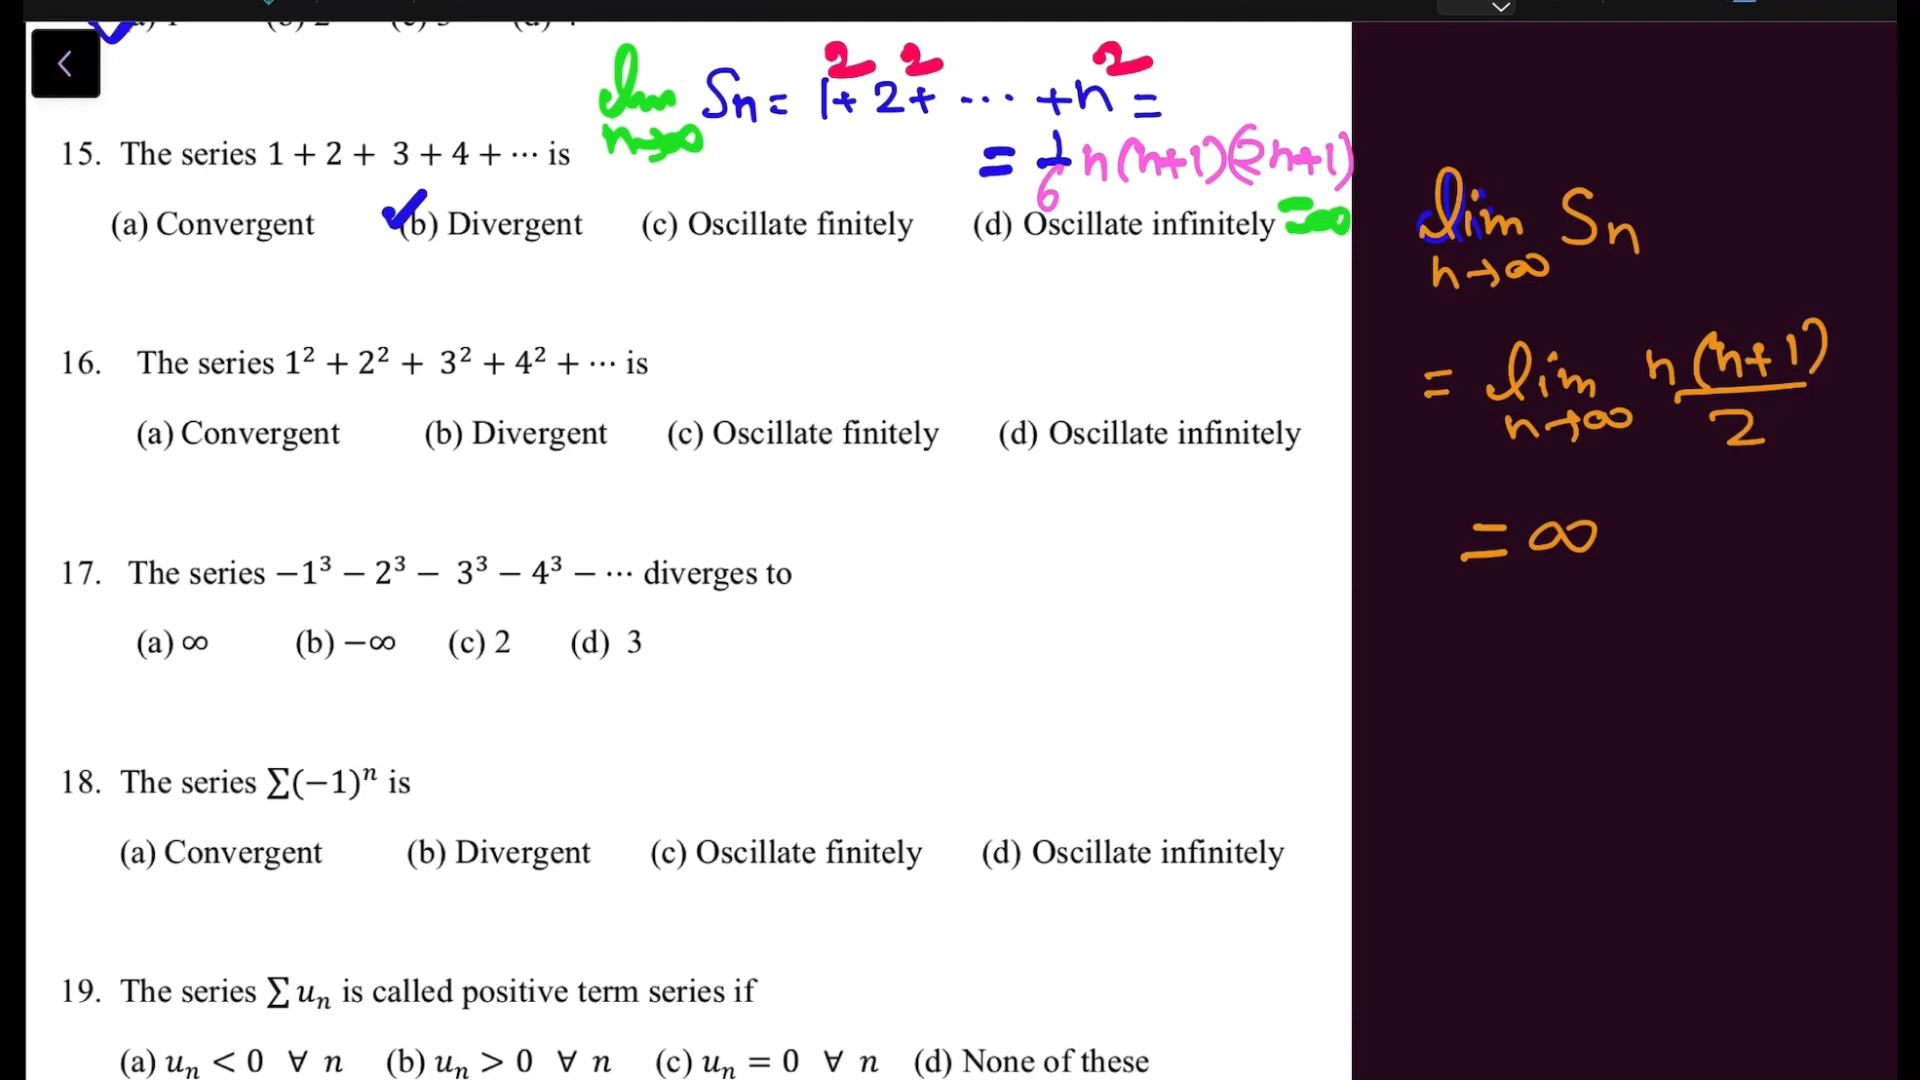 lim Sn = 1² + 2² + ... + n² =
n→∞
15. The series 1 + 2 + 3 + 4 + ⋯ is
= 1/6 n(n+1)(2n+1)
(a) Convergent (b) Divergent (c) Oscillate finitely (d) Oscillate infinitely = ∞
16. The series 1² + 2² + 3² + 4² + ⋯ is
(a) Convergent (b) Divergent (c) Oscillate finitely (d) Oscillate infinitely
17. The series −1³ − 2³ − 3³ − 4³ − ⋯ diverges to
(a) ∞ (b) −∞ (c) 2 (d) 3
18. The series ∑(−1)ⁿ is
(a) Convergent (b) Divergent (c) Oscillate finitely (d) Oscillate infinitely
19. The series ∑ uₙ is called positive term series if
(a) uₙ < 0 ∀ n (b) uₙ > 0 ∀ n (c) uₙ = 0 ∀ n (d) None of these
lim Sn
n→∞
= lim n(n+1)/2
n→∞
= ∞